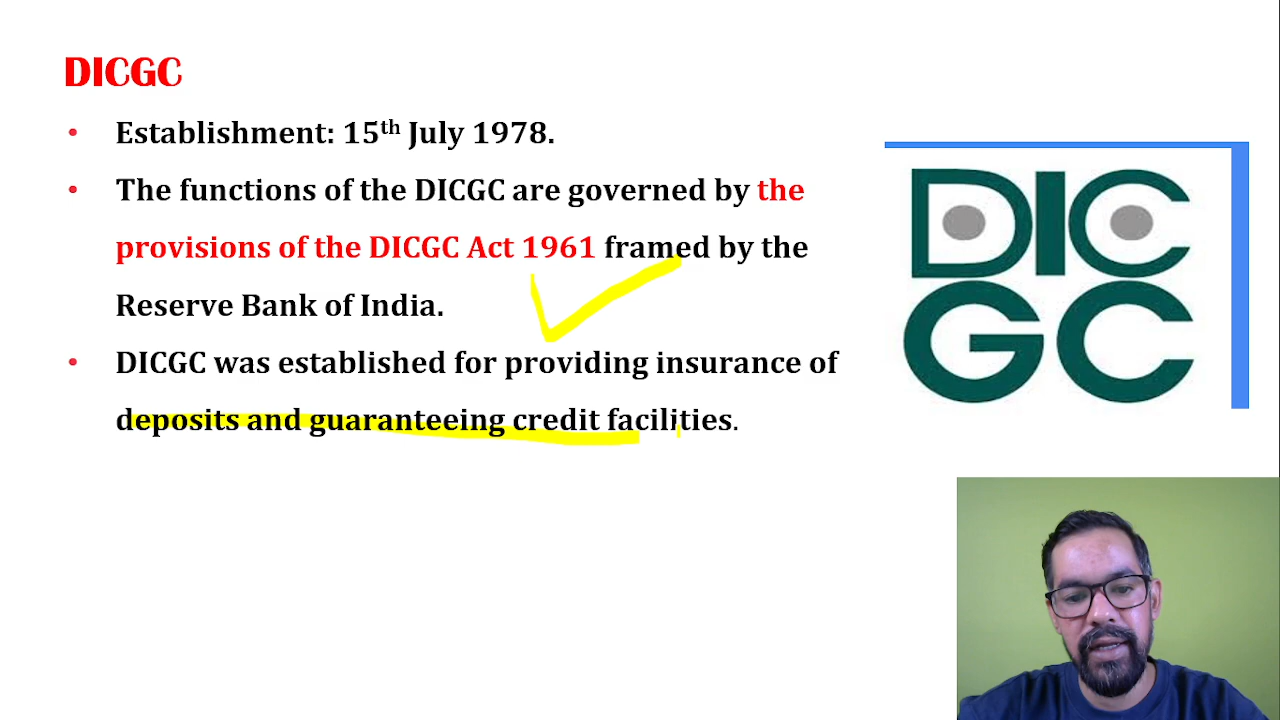 DICGC
• Establishment: 15th July 1978.
• The functions of the DICGC are governed by the
provisions of the DICGC Act 1961 framed by the
Reserve Bank of India.
• DICGC was established for providing insurance of
deposits and guaranteeing credit facilities.
DIC
GC